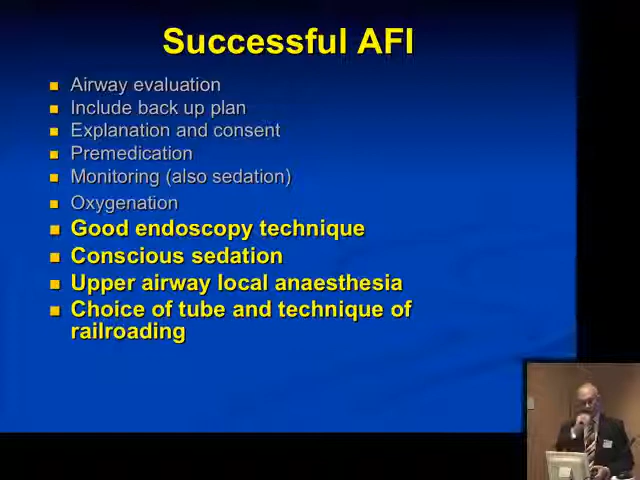 Successful AFI
Airway evaluation
Include back up plan
Explanation and consent
Premedication
Monitoring (also sedation)
Oxygenation
Good endoscopy technique
Conscious sedation
Upper airway local anaesthesia
Choice of tube and technique of
railroading